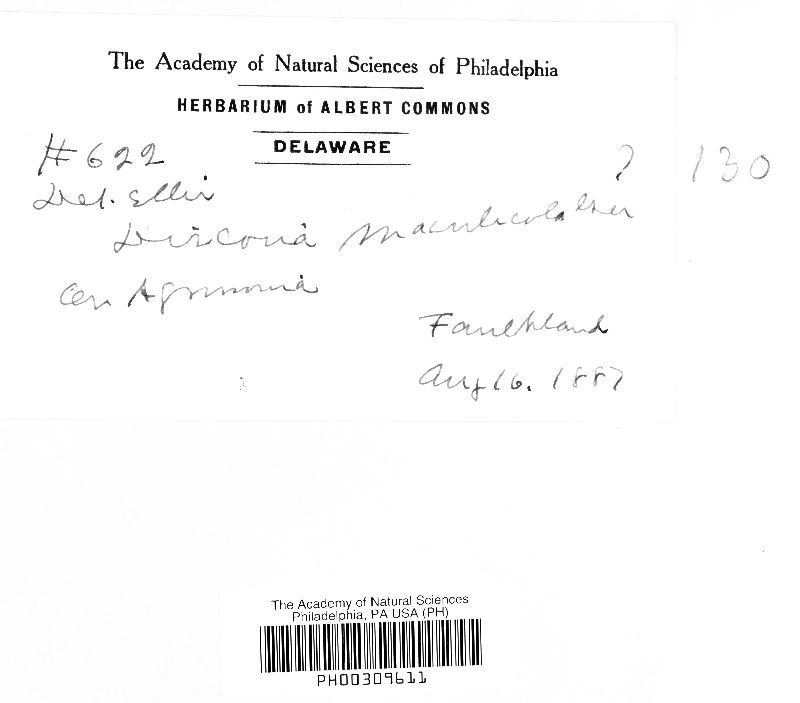 The Academy of Natural Sciences of Philadelphia
HERBARIUM of ALBERT COMMONS
DELAWARE
#622
? 130
Det. Ellis
maculicola
On Agrimonia
Faulkland
Aug 16. 1887
The Academy of Natural Sciences
Philadelphia, PA USA (PH)
PH00309611